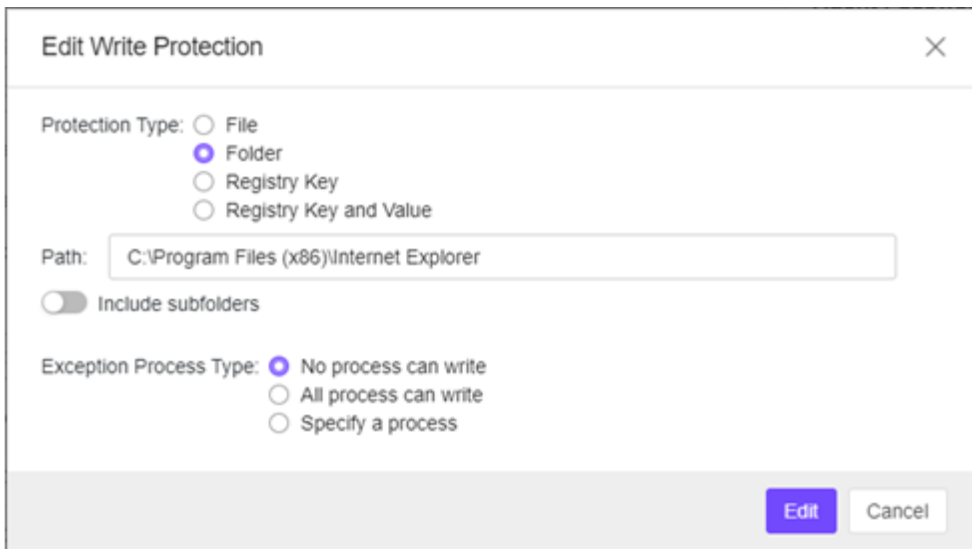 Edit Write Protection
Protection Type: File
Folder
Registry Key
Registry Key and Value
Path: C:\Program Files (x86)\Internet Explorer
Include subfolders
Exception Process Type: No process can write
All process can write
Specify a process
Edit Cancel